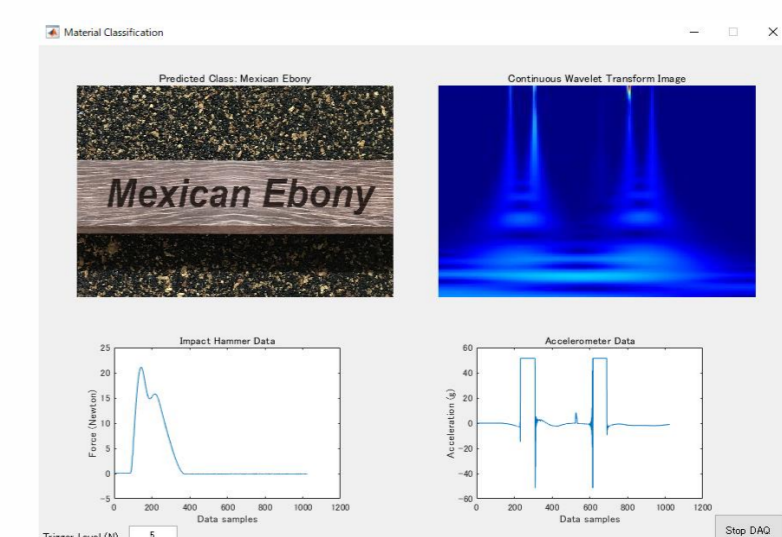 Material Classification
Predicted Class: Mexican Ebony
Mexican Ebony
Continuous Wavelet Transform Image
Impact Hammer Data
25
20
15
10
5
0
-5
Force (Newton)
0 200 400 600 800 1000 1200
Data samples
Accelerometer Data
60
40
20
0
-20
-40
-60
Acceleration (g)
0 200 400 600 800 1000 1200
Data samples
Trigger Level (N) 5
Stop DAQ